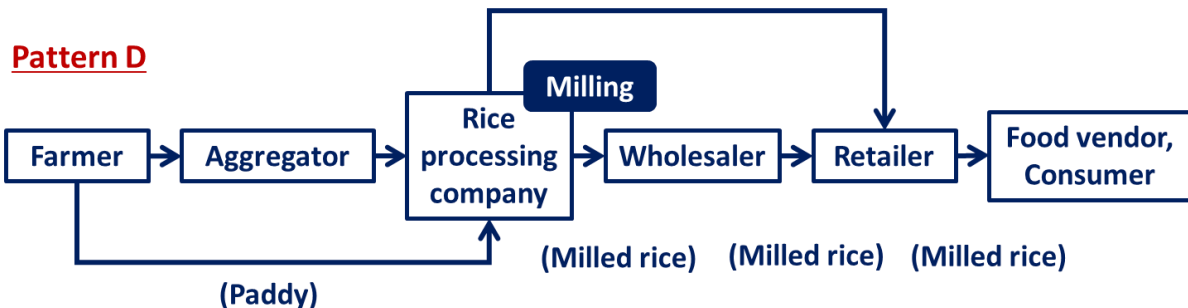 Pattern D
Milling
Farmer
Aggregator
Rice
processing
company
Wholesaler
Retailer
Food vendor,
Consumer
(Paddy)
(Milled rice)
(Milled rice)
(Milled rice)